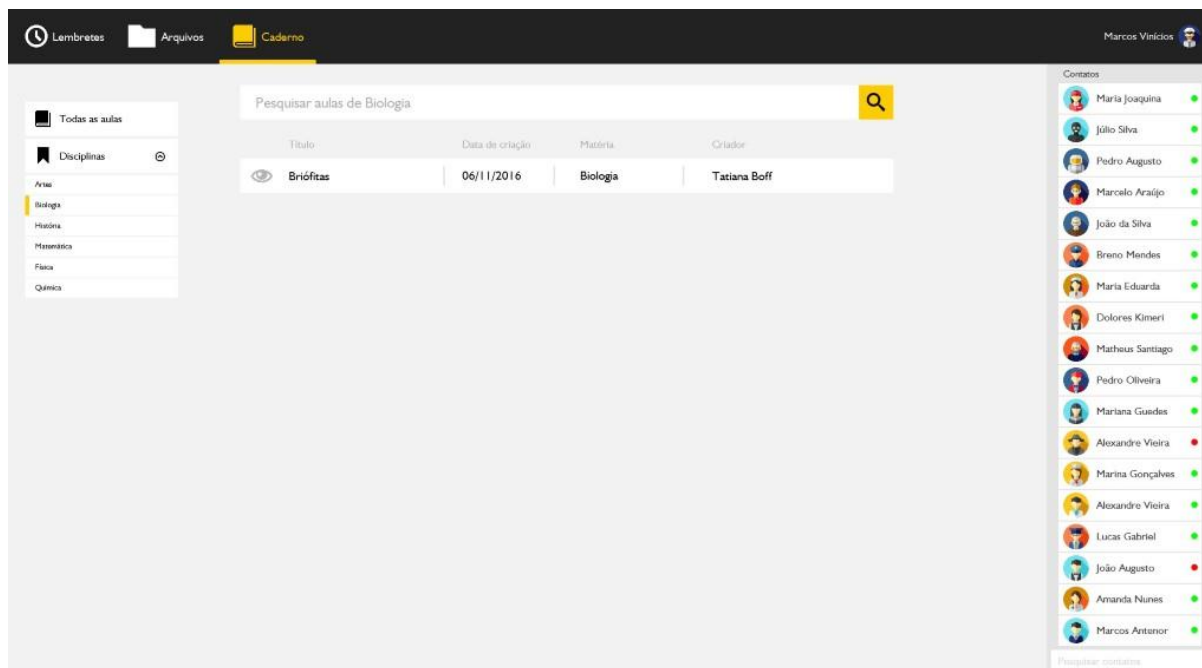 Lembretes
Arquivos
Caderno
Marcos Vinícios
Todas as aulas
Disciplinas
Artes
Biologia
História
Matemática
Física
Química
Pesquisar aulas de Biologia
Título Data de criação Matéria Criador
Briófitas 06/11/2016 Biologia Tatiana Boff
Contatos
Maria Joaquina
Júlio Silva
Pedro Augusto
Marcelo Araújo
João da Silva
Breno Mendes
Maria Eduarda
Dolores Kimeri
Matheus Santiago
Pedro Oliveira
Mariana Guedes
Alexandre Vieira
Marina Gonçalves
Alexandre Vieira
Lucas Gabriel
João Augusto
Amanda Nunes
Marcos Antenor
Pesquisar contatos